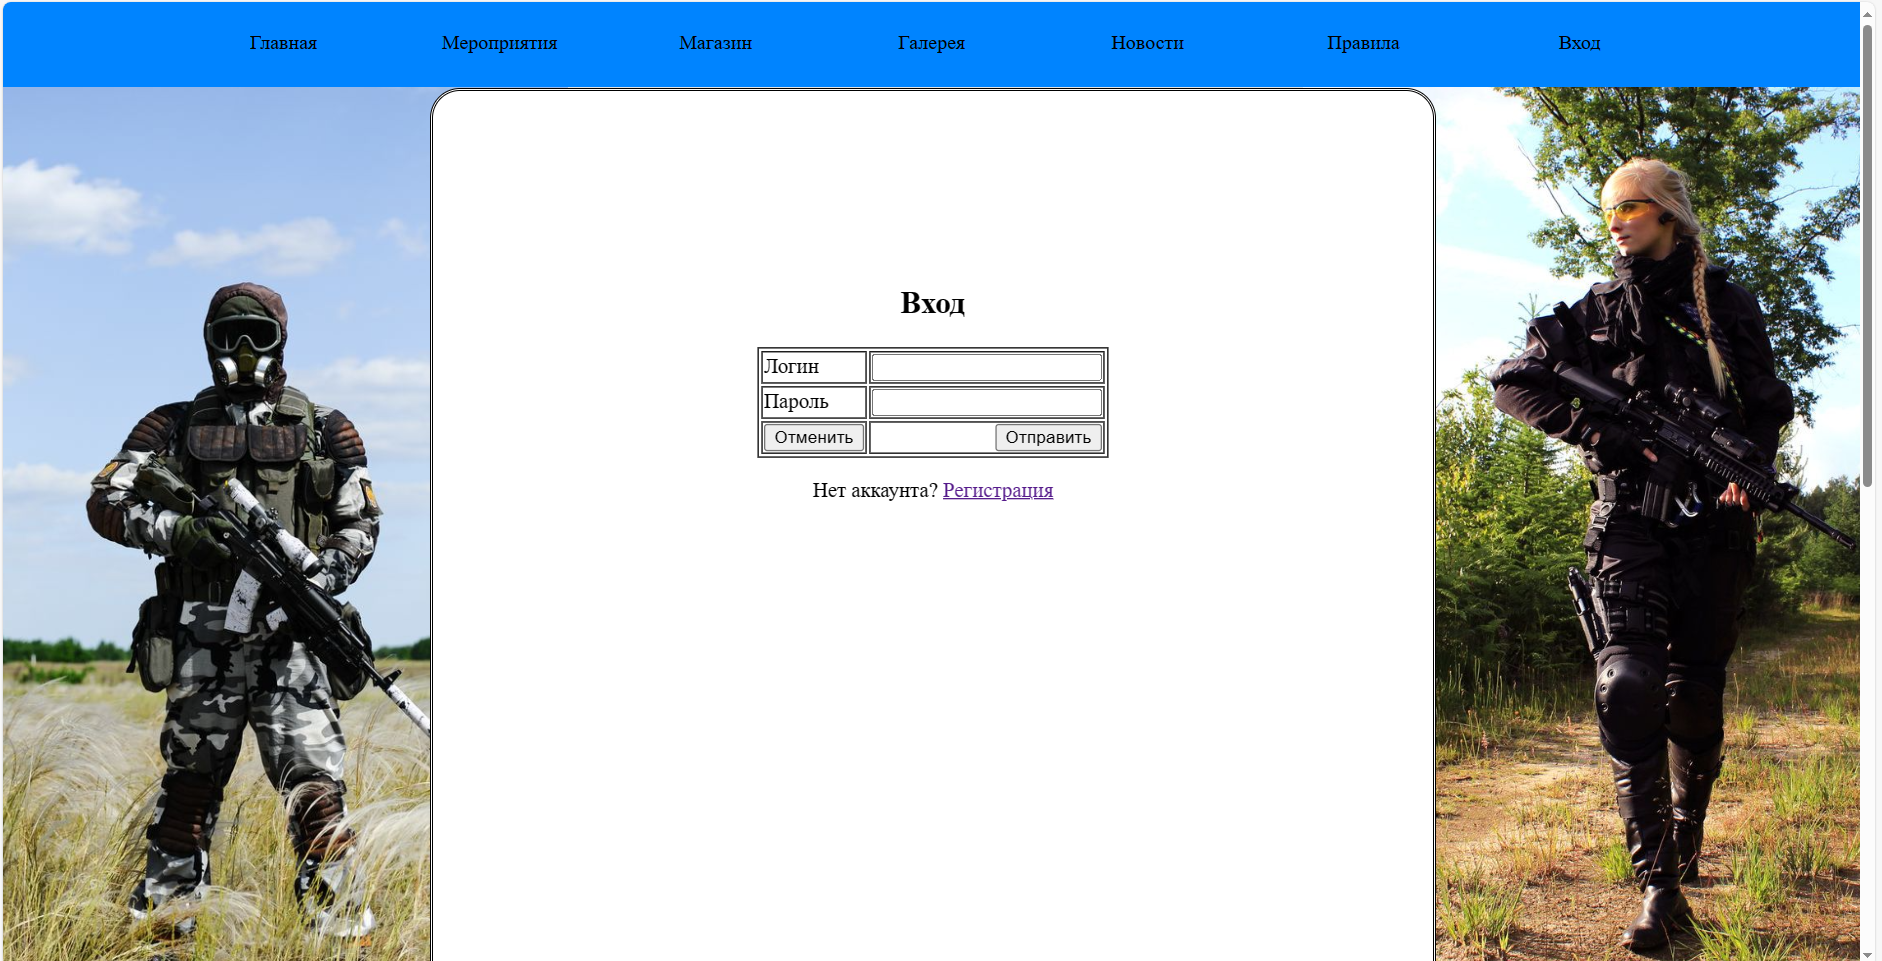 Главная Мероприятия Магазин Галерея Новости Правила Вход
Вход
Логин
Пароль
Отменить Отправить
Нет аккаунта? Регистрация